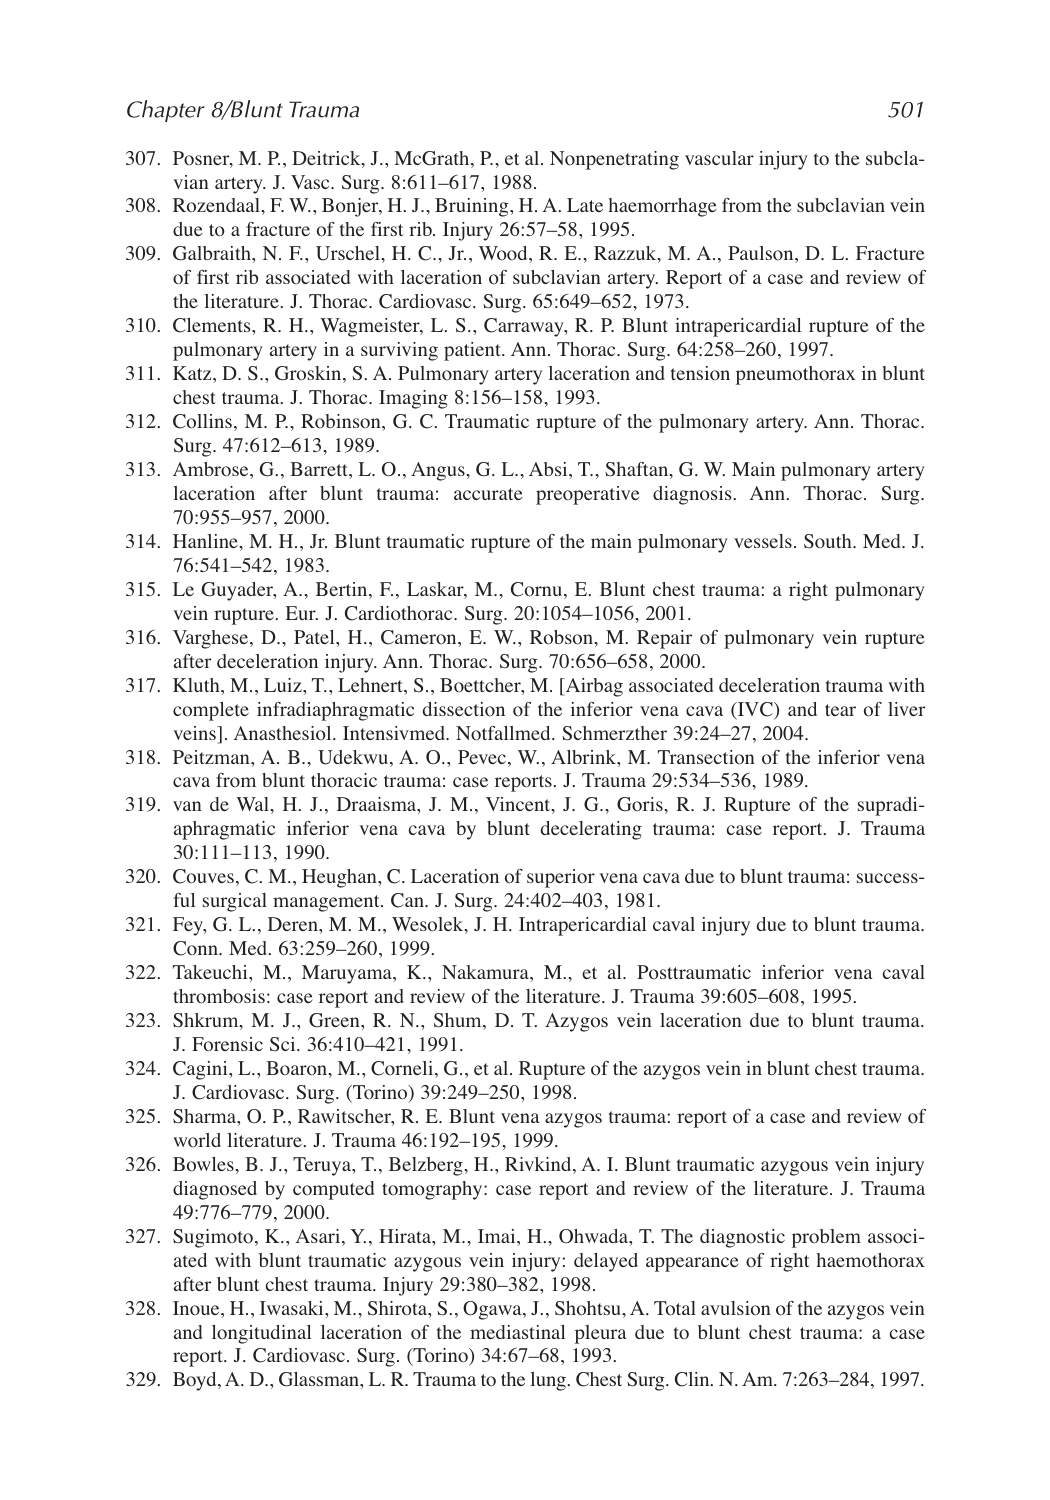 Chapter 8/Blunt Trauma 501
307. Posner, M. P., Deitrick, J., McGrath, P., et al. Nonpenetrating vascular injury to the subcla-
vian artery. J. Vasc. Surg. 8:611–617, 1988.
308. Rozendaal, F. W., Bonjer, H. J., Bruining, H. A. Late haemorrhage from the subclavian vein
due to a fracture of the first rib. Injury 26:57–58, 1995.
309. Galbraith, N. F., Urschel, H. C., Jr., Wood, R. E., Razzuk, M. A., Paulson, D. L. Fracture
of first rib associated with laceration of subclavian artery. Report of a case and review of
the literature. J. Thorac. Cardiovasc. Surg. 65:649–652, 1973.
310. Clements, R. H., Wagmeister, L. S., Carraway, R. P. Blunt intrapericardial rupture of the
pulmonary artery in a surviving patient. Ann. Thorac. Surg. 64:258–260, 1997.
311. Katz, D. S., Groskin, S. A. Pulmonary artery laceration and tension pneumothorax in blunt
chest trauma. J. Thorac. Imaging 8:156–158, 1993.
312. Collins, M. P., Robinson, G. C. Traumatic rupture of the pulmonary artery. Ann. Thorac.
Surg. 47:612–613, 1989.
313. Ambrose, G., Barrett, L. O., Angus, G. L., Absi, T., Shaftan, G. W. Main pulmonary artery
laceration after blunt trauma: accurate preoperative diagnosis. Ann. Thorac. Surg.
70:955–957, 2000.
314. Hanline, M. H., Jr. Blunt traumatic rupture of the main pulmonary vessels. South. Med. J.
76:541–542, 1983.
315. Le Guyader, A., Bertin, F., Laskar, M., Cornu, E. Blunt chest trauma: a right pulmonary
vein rupture. Eur. J. Cardiothorac. Surg. 20:1054–1056, 2001.
316. Varghese, D., Patel, H., Cameron, E. W., Robson, M. Repair of pulmonary vein rupture
after deceleration injury. Ann. Thorac. Surg. 70:656–658, 2000.
317. Kluth, M., Luiz, T., Lehnert, S., Boettcher, M. [Airbag associated deceleration trauma with
complete infradiaphragmatic dissection of the inferior vena cava (IVC) and tear of liver
veins]. Anasthesiol. Intensivmed. Notfallmed. Schmerzther 39:24–27, 2004.
318. Peitzman, A. B., Udekwu, A. O., Pevec, W., Albrink, M. Transection of the inferior vena
cava from blunt thoracic trauma: case reports. J. Trauma 29:534–536, 1989.
319. van de Wal, H. J., Draaisma, J. M., Vincent, J. G., Goris, R. J. Rupture of the supradi-
aphragmatic inferior vena cava by blunt decelerating trauma: case report. J. Trauma
30:111–113, 1990.
320. Couves, C. M., Heughan, C. Laceration of superior vena cava due to blunt trauma: success-
ful surgical management. Can. J. Surg. 24:402–403, 1981.
321. Fey, G. L., Deren, M. M., Wesolek, J. H. Intrapericardial caval injury due to blunt trauma.
Conn. Med. 63:259–260, 1999.
322. Takeuchi, M., Maruyama, K., Nakamura, M., et al. Posttraumatic inferior vena caval
thrombosis: case report and review of the literature. J. Trauma 39:605–608, 1995.
323. Shkrum, M. J., Green, R. N., Shum, D. T. Azygos vein laceration due to blunt trauma.
J. Forensic Sci. 36:410–421, 1991.
324. Cagini, L., Boaron, M., Corneli, G., et al. Rupture of the azygos vein in blunt chest trauma.
J. Cardiovasc. Surg. (Torino) 39:249–250, 1998.
325. Sharma, O. P., Rawitscher, R. E. Blunt vena azygos trauma: report of a case and review of
world literature. J. Trauma 46:192–195, 1999.
326. Bowles, B. J., Teruya, T., Belzberg, H., Rivkind, A. I. Blunt traumatic azygous vein injury
diagnosed by computed tomography: case report and review of the literature. J. Trauma
49:776–779, 2000.
327. Sugimoto, K., Asari, Y., Hirata, M., Imai, H., Ohwada, T. The diagnostic problem associ-
ated with blunt traumatic azygous vein injury: delayed appearance of right haemothorax
after blunt chest trauma. Injury 29:380–382, 1998.
328. Inoue, H., Iwasaki, M., Shirota, S., Ogawa, J., Shohtsu, A. Total avulsion of the azygos vein
and longitudinal laceration of the mediastinal pleura due to blunt chest trauma: a case
report. J. Cardiovasc. Surg. (Torino) 34:67–68, 1993.
329. Boyd, A. D., Glassman, L. R. Trauma to the lung. Chest Surg. Clin. N. Am. 7:263–284, 1997.